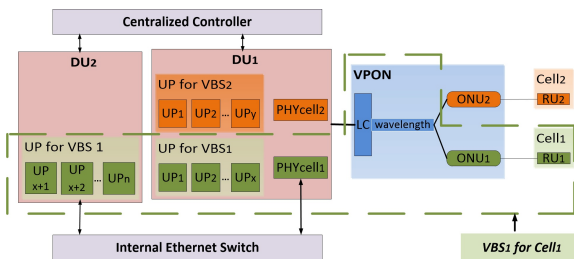 Centralized Controller
DU2
DU1
UP for VBS2
UP1 UP2 ... UPy
PHYcell2
UP for VBS 1
UP x+1 UP x+2 ... UPn
UP for VBS1
UP1 UP2 ... UPx
PHYcell1
VPON
LC
wavelength
ONU2
ONU1
Cell2
RU2
Cell1
RU1
Internal Ethernet Switch
VBS1 for Cell1